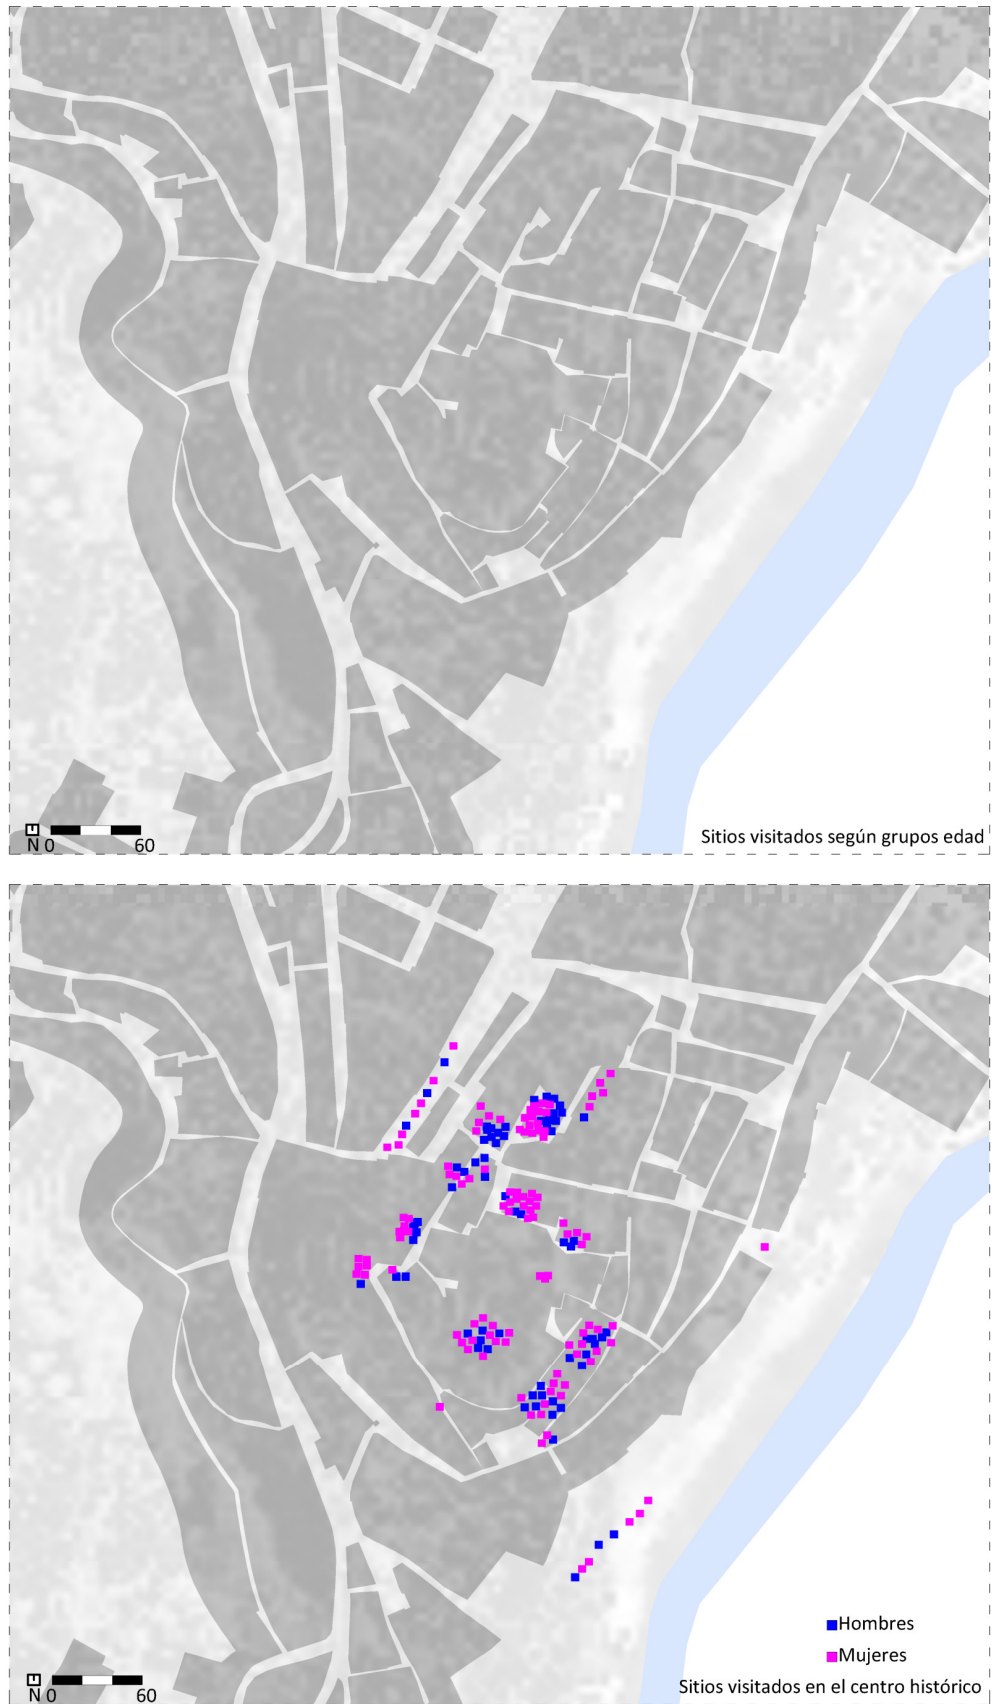 E
N 0 60
Sitios visitados según grupos edad
Hombres
Mujeres
E
N 0 60
Sitios visitados en el centro histórico